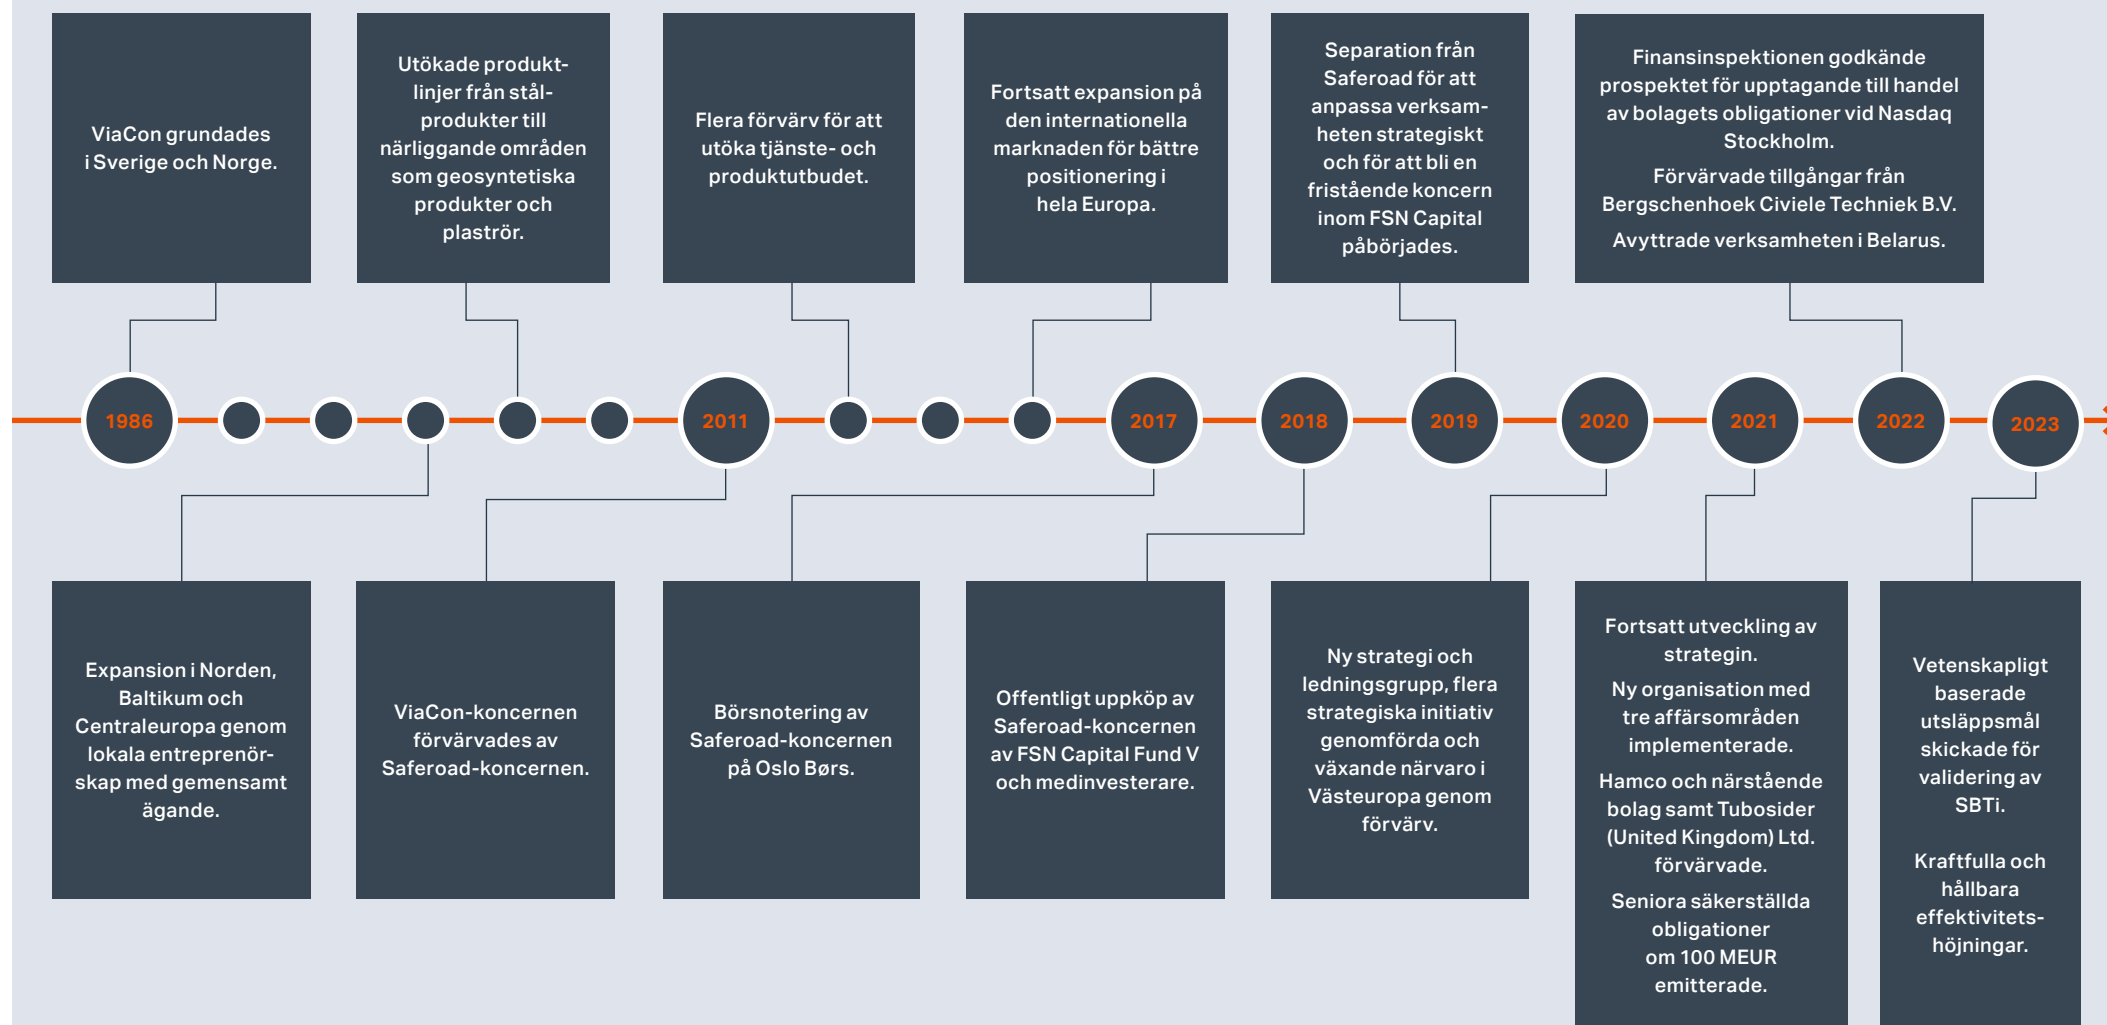 ViaCon grundades
i Sverige och Norge.
Utökade produkt-
linjer från stål-
produkter till
närliggande områden
som geosyntetiska
produkter och
plaströr.
Flera förvärv för att
utöka tjänste- och
produktutbudet.
Fortsatt expansion på
den internationella
marknaden för bättre
positionering i
hela Europa.
Separation från
Saferoad för att
anpassa verksam-
heten strategiskt
och för att bli en
fristående koncern
inom FSN Capital
påbörjades.
Finansinspektionen godkände
prospektet för upptagande till handel
av bolagets obligationer vid Nasdaq
Stockholm.
Förvärvade tillgångar från
Bergschenhoek Civiele Techniek B.V.
Avyttrade verksamheten i Belarus.
1986
2011
2017
2018
2019
2020
2021
2022
2023
Expansion i Norden,
Baltikum och
Centraleuropa genom
lokala entreprenör-
skap med gemensamt
ägande.
ViaCon-koncernen
förvärvades av
Saferoad-koncernen.
Börsnotering av
Saferoad-koncernen
på Oslo Børs.
Offentligt uppköp av
Saferoad-koncernen
av FSN Capital Fund V
och medinvesterare.
Ny strategi och
ledningsgrupp, flera
strategiska initiativ
genomförda och
växande närvaro i
Västeuropa genom
förvärv.
Fortsatt utveckling av
strategin.
Ny organisation med
tre affärsområden
implementerade.
Hamco och närstående
bolag samt Tubosider
(United Kingdom) Ltd.
förvärvade.
Seniora säkerställda
obligationer
om 100 MEUR
emitterade.
Vetenskapligt
baserade
utsläppsmål
skickade för
validering av
SBTi.
Kraftfulla och
hållbara
effektivitets-
höjningar.